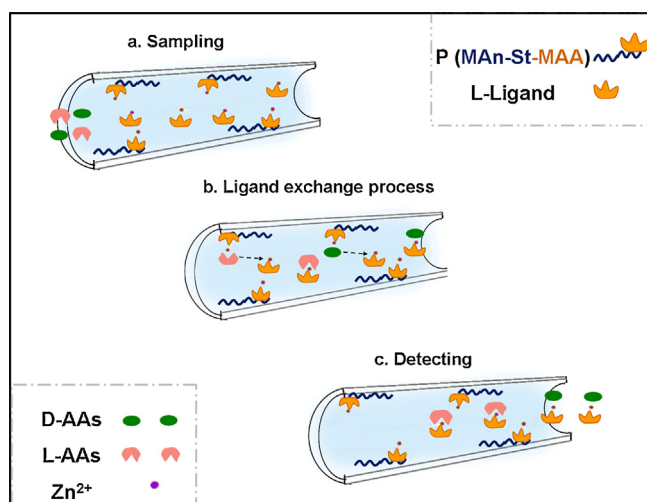 a. Sampling
P (MAn-St-MAA)
L-Ligand
b. Ligand exchange process
c. Detecting
D-AAs
L-AAs
Zn²⁺